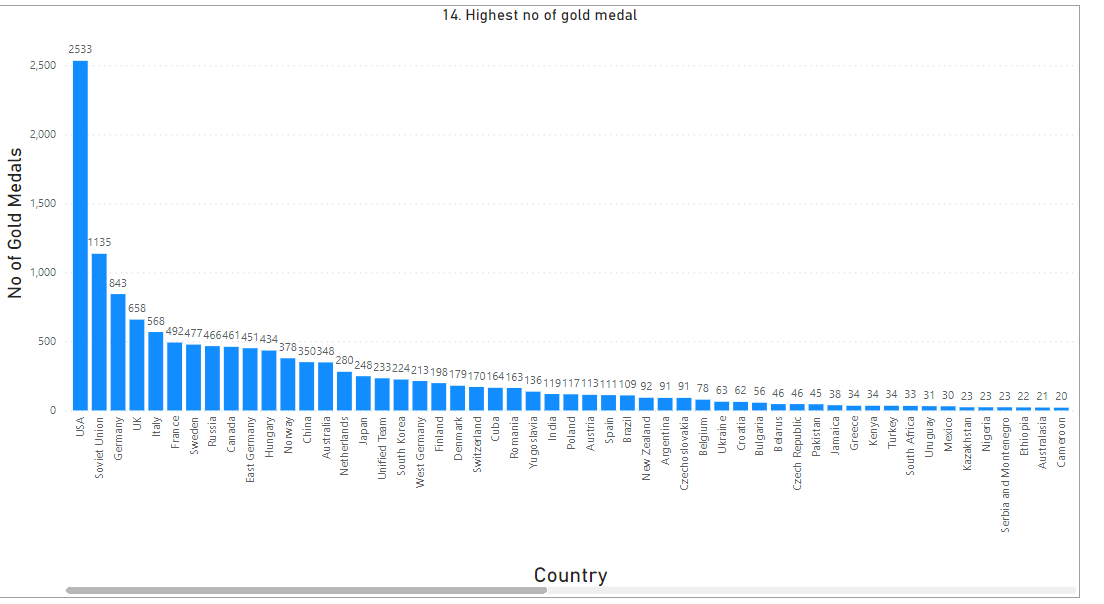 14. Highest no of gold medal
No of Gold Medals
2,500
2,000
1,500
1,000
500
0
2533
1135
843
658
568
492
477
466
461
451
434
378
350
348
280
248
233
224
213
198
179
170
164
163
136
119
117
113
111
109
92
91
91
78
63
62
56
46
46
45
38
34
34
34
33
31
30
23
23
23
22
21
20
USA
Soviet Union
Germany
UK
Italy
France
Sweden
Russia
Canada
East Germany
Hungary
Norway
China
Australia
Netherlands
Japan
Unified Team
South Korea
West Germany
Finland
Denmark
Switzerland
Cuba
Romania
Yugoslavia
India
Poland
Austria
Spain
Brazil
New Zealand
Argentina
Czechoslovakia
Belgium
Ukraine
Croatia
Bulgaria
Belarus
Czech Republic
Pakistan
Jamaica
Greece
Kenya
Turkey
South Africa
Uruguay
Mexico
Kazakhstan
Nigeria
Serbia and Montenegro
Ethiopia
Australasia
Cameroon
Country